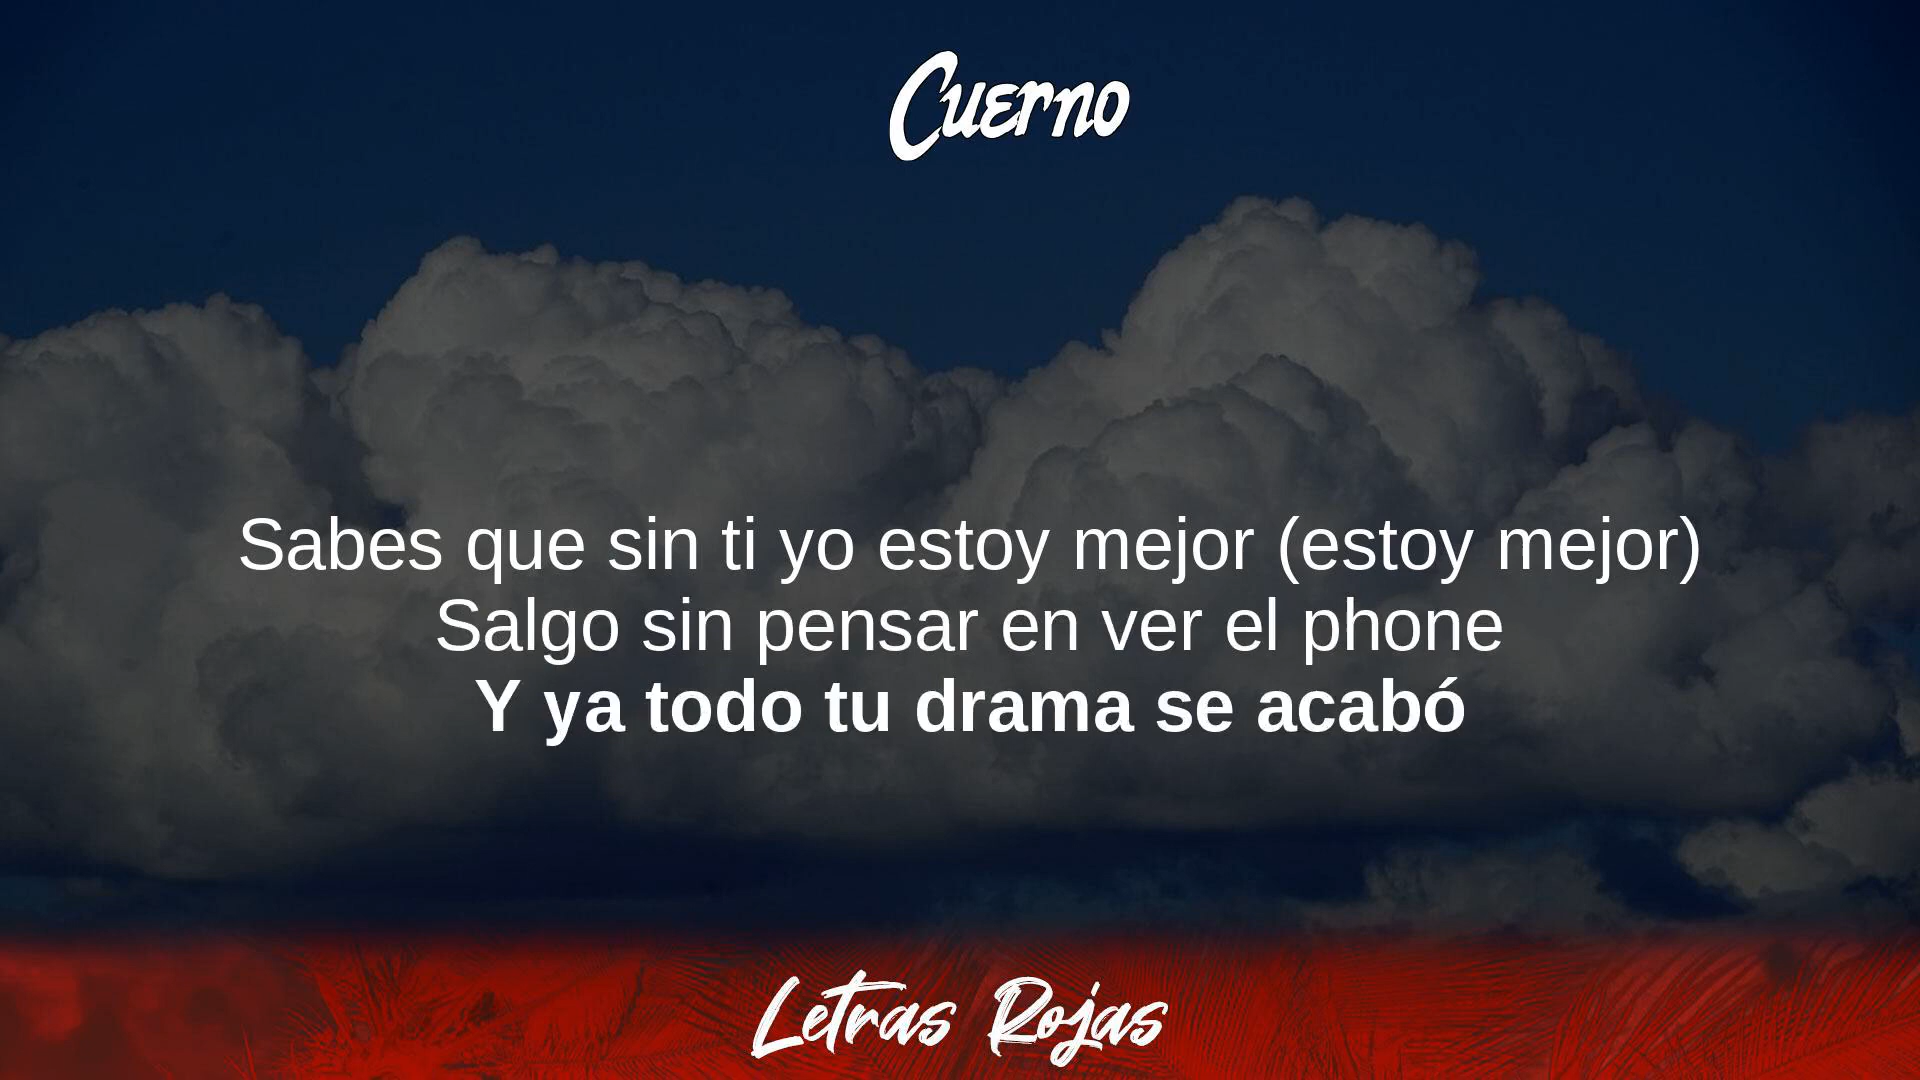 Cuerno
Sabes que sin ti yo estoy mejor (estoy mejor)
Salgo sin pensar en ver el phone
Y ya todo tu drama se acabó
Letras Rojas